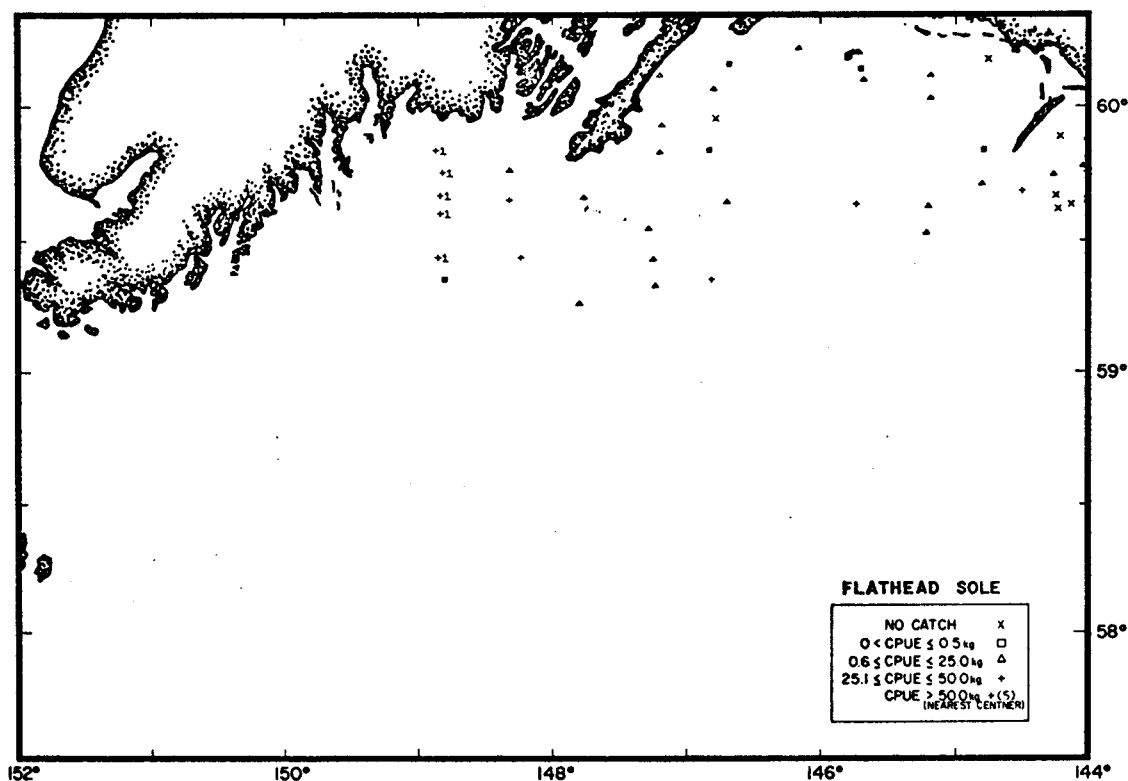 60°
+1
+1
+1
+1
+1
59°
FLATHEAD SOLE
NO CATCH x
0 < CPUE ≤ 0.5 kg □
0.6 ≤ CPUE ≤ 25.0 kg △
25.1 ≤ CPUE ≤ 50.0 kg +
CPUE > 50.0 kg +(5)
(NEAREST CENTNER)
58°
152° 150° 148° 146° 144°